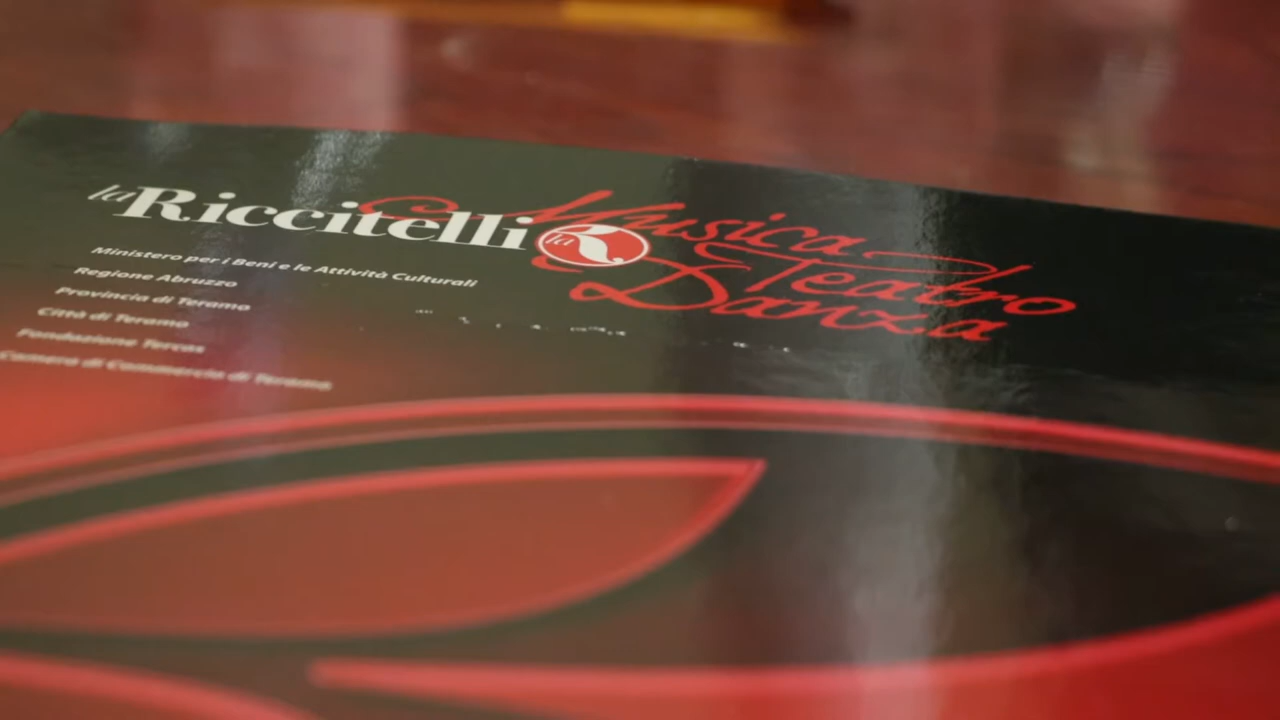 la Riccitelli
la
Musica
Teatro
Danza
Ministero per i Beni e le Attività Culturali
Regione Abruzzo
Provincia di Teramo
Città di Teramo
Fondazione Tercas
Camera di Commercio di Teramo